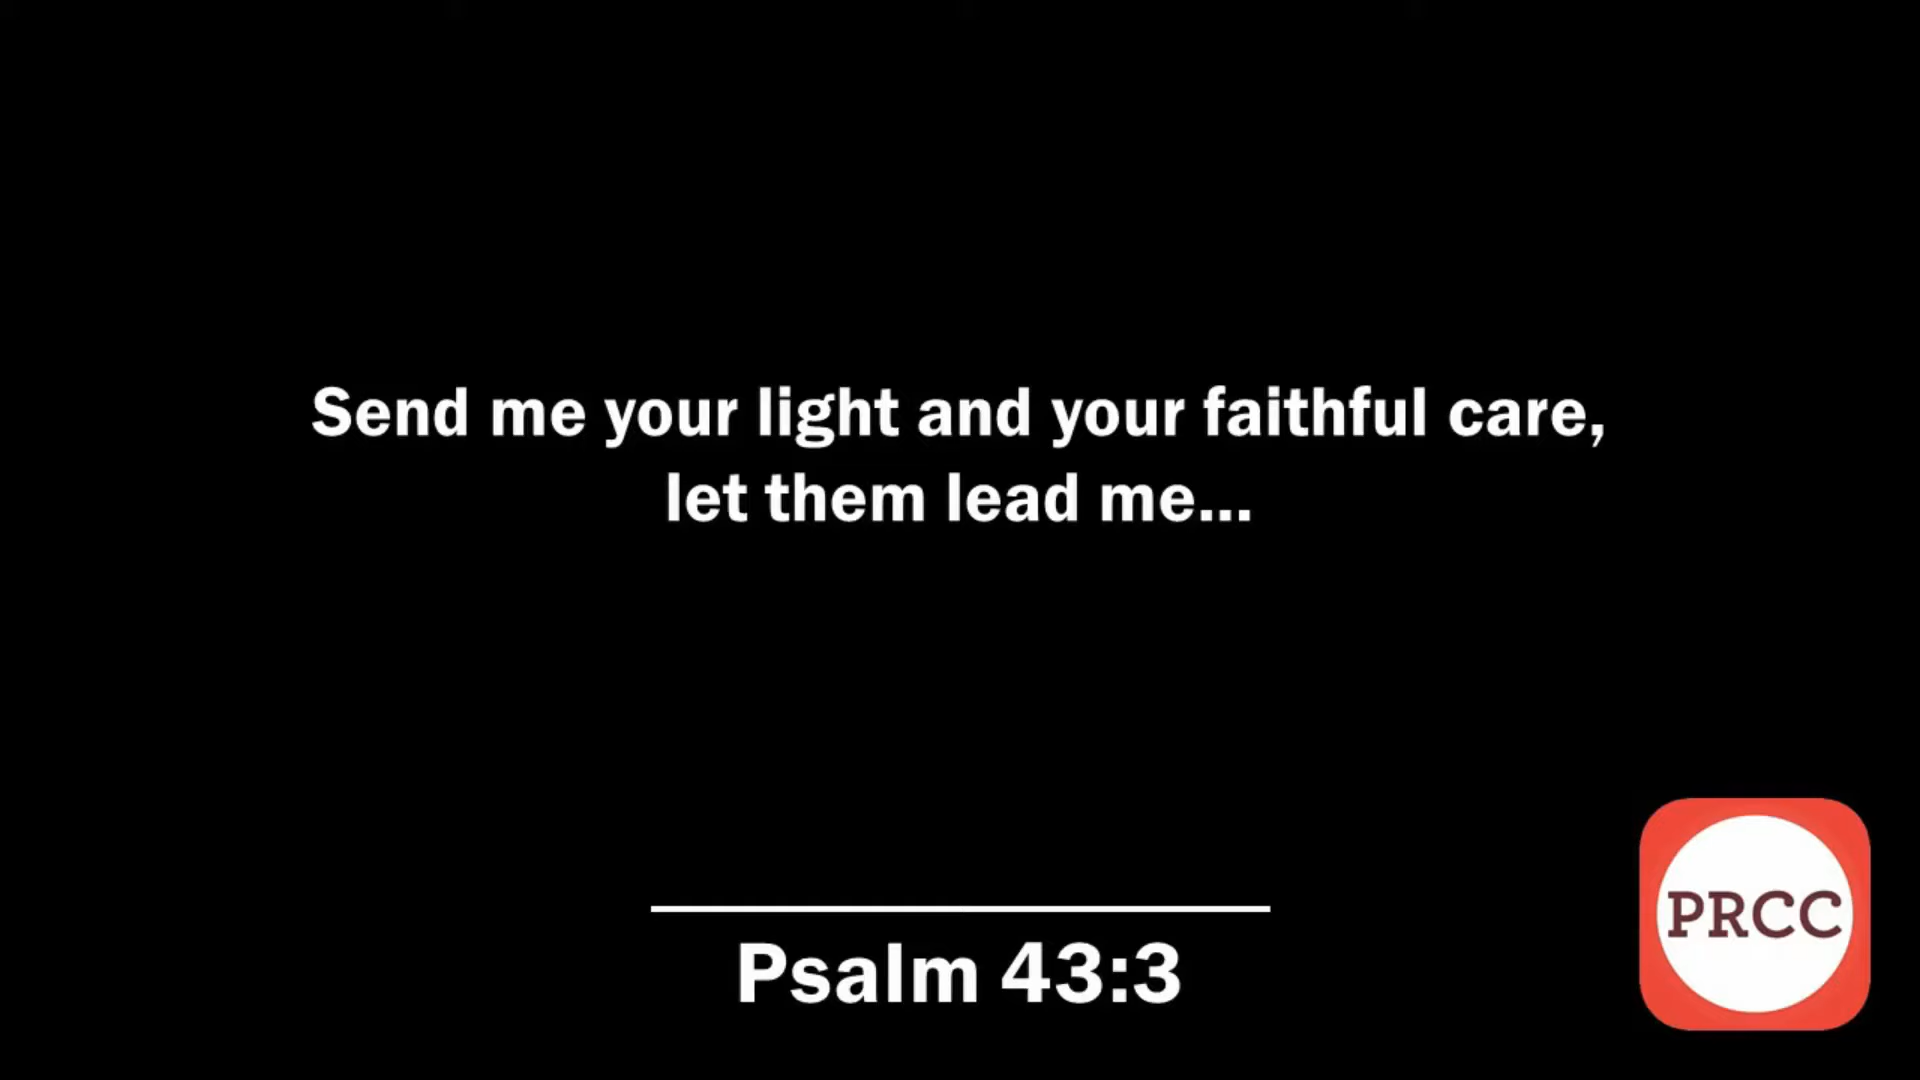 Send me your light and your faithful care,
let them lead me...
Psalm 43:3
PRCC